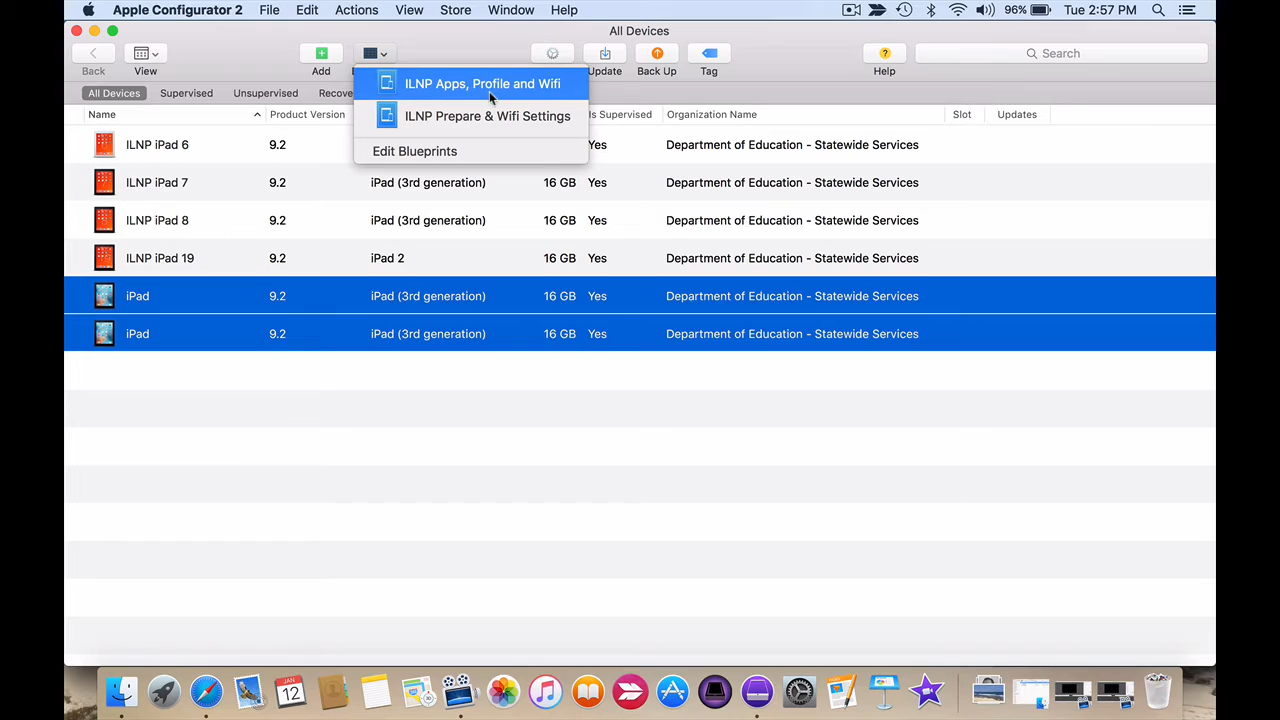 Apple Configurator 2 File Edit Actions View Store Window Help 96% Tue 2:57 PM
All Devices
Back View Add Update Back Up Tag Help Search
All Devices Supervised Unsupervised Recove
ILNP Apps, Profile and Wifi
ILNP Prepare & Wifi Settings
Edit Blueprints
Name Product Version Is Supervised Organization Name Slot Updates
ILNP iPad 6 9.2 Yes Department of Education - Statewide Services
ILNP iPad 7 9.2 iPad (3rd generation) 16 GB Yes Department of Education - Statewide Services
ILNP iPad 8 9.2 iPad (3rd generation) 16 GB Yes Department of Education - Statewide Services
ILNP iPad 19 9.2 iPad 2 16 GB Yes Department of Education - Statewide Services
iPad 9.2 iPad (3rd generation) 16 GB Yes Department of Education - Statewide Services
iPad 9.2 iPad (3rd generation) 16 GB Yes Department of Education - Statewide Services
JAN
12